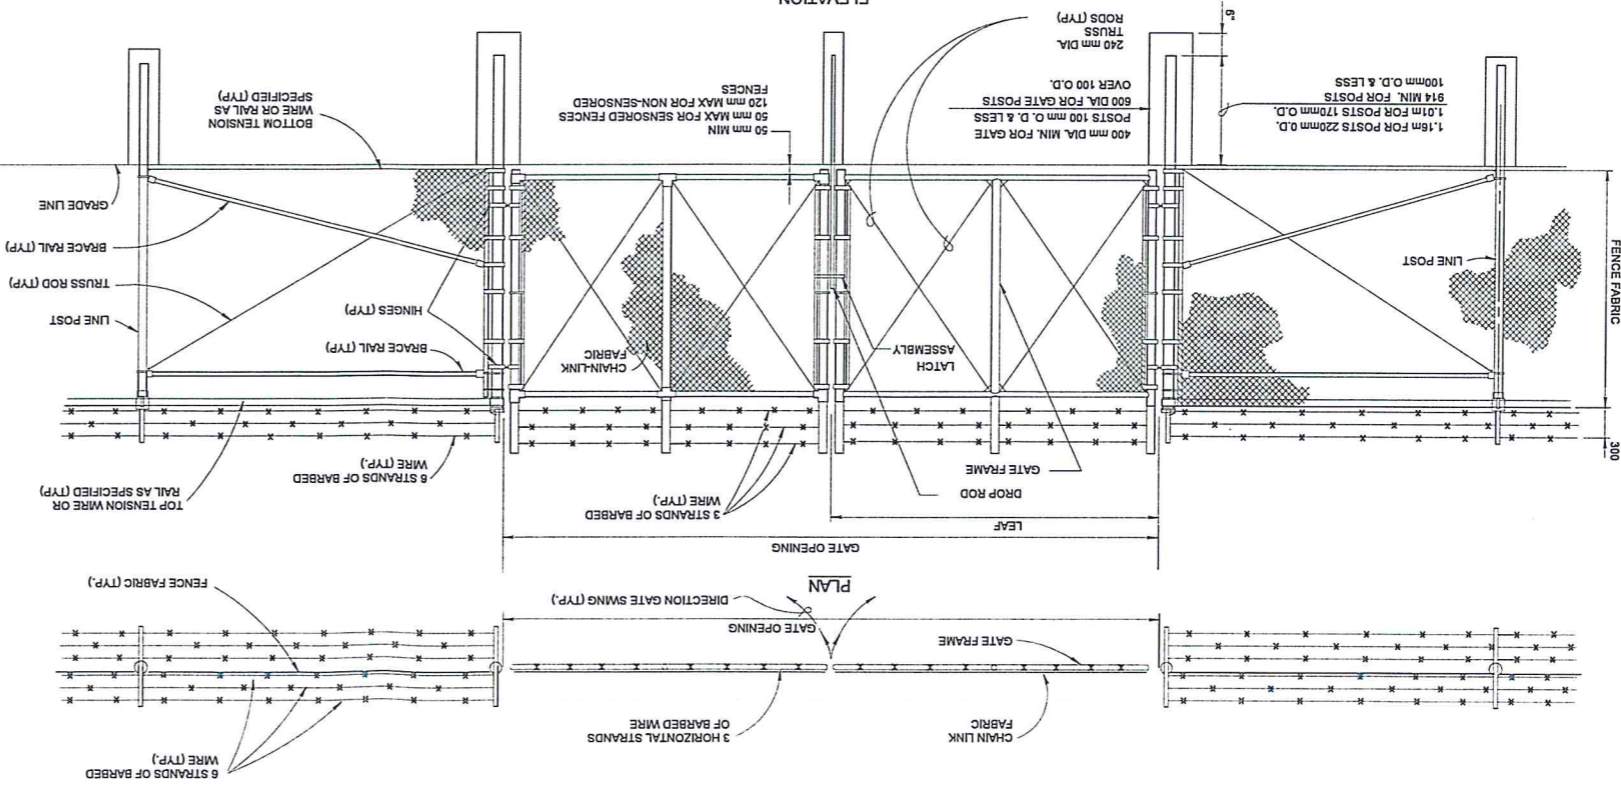 6 STRANDS OF BARBED
WIRE (TYP.)
CHAIN LINK
FABRIC
3 HORIZONTAL STRANDS
OF BARBED WIRE
GATE FRAME
GATE OPENING
DIRECTION GATE SWING (TYP.)
FENCE FABRIC (TYP.)
PLAN
GATE OPENING
LEAF
DROP ROD
GATE FRAME
3 STRANDS OF BARBED
WIRE (TYP.)
TOP TENSION WIRE OR
RAIL AS SPECIFIED (TYP)
6 STRANDS OF BARBED
WIRE (TYP.)
300
FENCE FABRIC
LINE POST
LATCH
ASSEMBLY
CHAIN-LINK
FABRIC
BRACE RAIL (TYP)
HINGES (TYP)
LINE POST
TRUSS ROD (TYP)
BRACE RAIL (TYP)
GRADE LINE
1.16m FOR POSTS 220mm O.D.
1.01m FOR POSTS 170mm O.D.
914 MIN. FOR POSTS
100mm O.D. & LESS
400 mm DIA. MIN. FOR GATE
POSTS 100 mm O. D. & LESS
600 DIA. FOR GATE POSTS
OVER 100 O.D.
50 mm MIN
50 mm MAX FOR SENSORED FENCES
120 mm MAX FOR NON-SENSORED
FENCES
BOTTOM TENSION
WIRE OR RAIL AS
SPECIFIED (TYP)
240 mm DIA.
TRUSS
RODS (TYP)
6"
ELEVATION